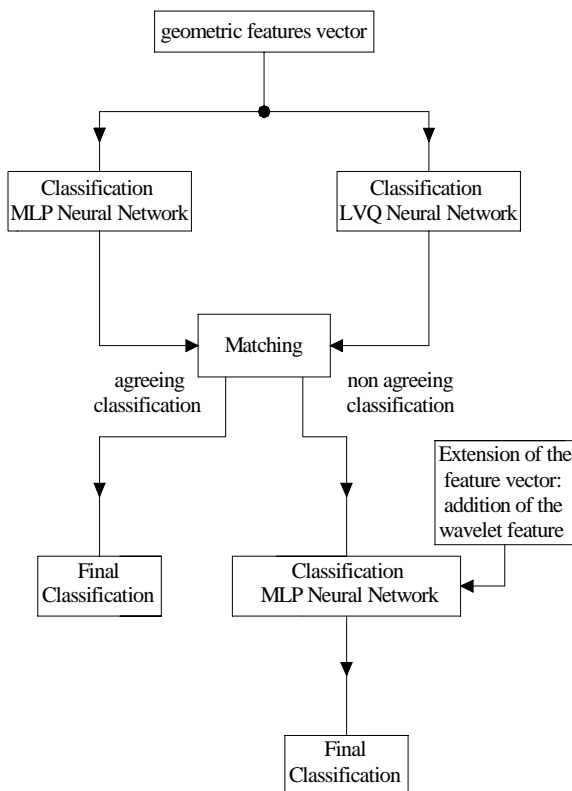 geometric features vector
Classification
MLP Neural Network
Classification
LVQ Neural Network
Matching
agreeing
classification
non agreeing
classification
Extension of the
feature vector:
addition of the
wavelet feature
Final
Classification
Classification
MLP Neural Network
Final
Classification